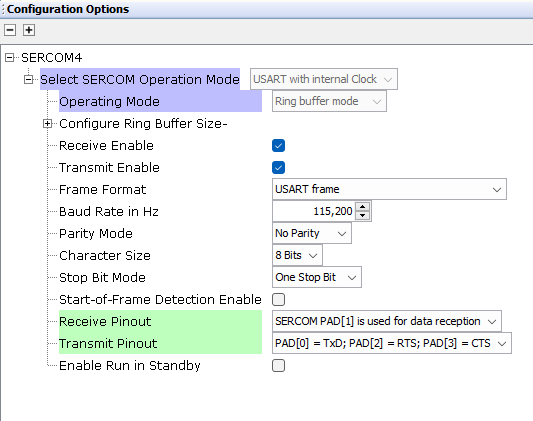 Configuration Options
SERCOM4
Select SERCOM Operation Mode USART with internal Clock
Operating Mode Ring buffer mode
Configure Ring Buffer Size-
Receive Enable
Transmit Enable
Frame Format USART frame
Baud Rate in Hz 115,200
Parity Mode No Parity
Character Size 8 Bits
Stop Bit Mode One Stop Bit
Start-of-Frame Detection Enable
Receive Pinout SERCOM PAD[1] is used for data reception
Transmit Pinout PAD[0] = TxD; PAD[2] = RTS; PAD[3] = CTS
Enable Run in Standby